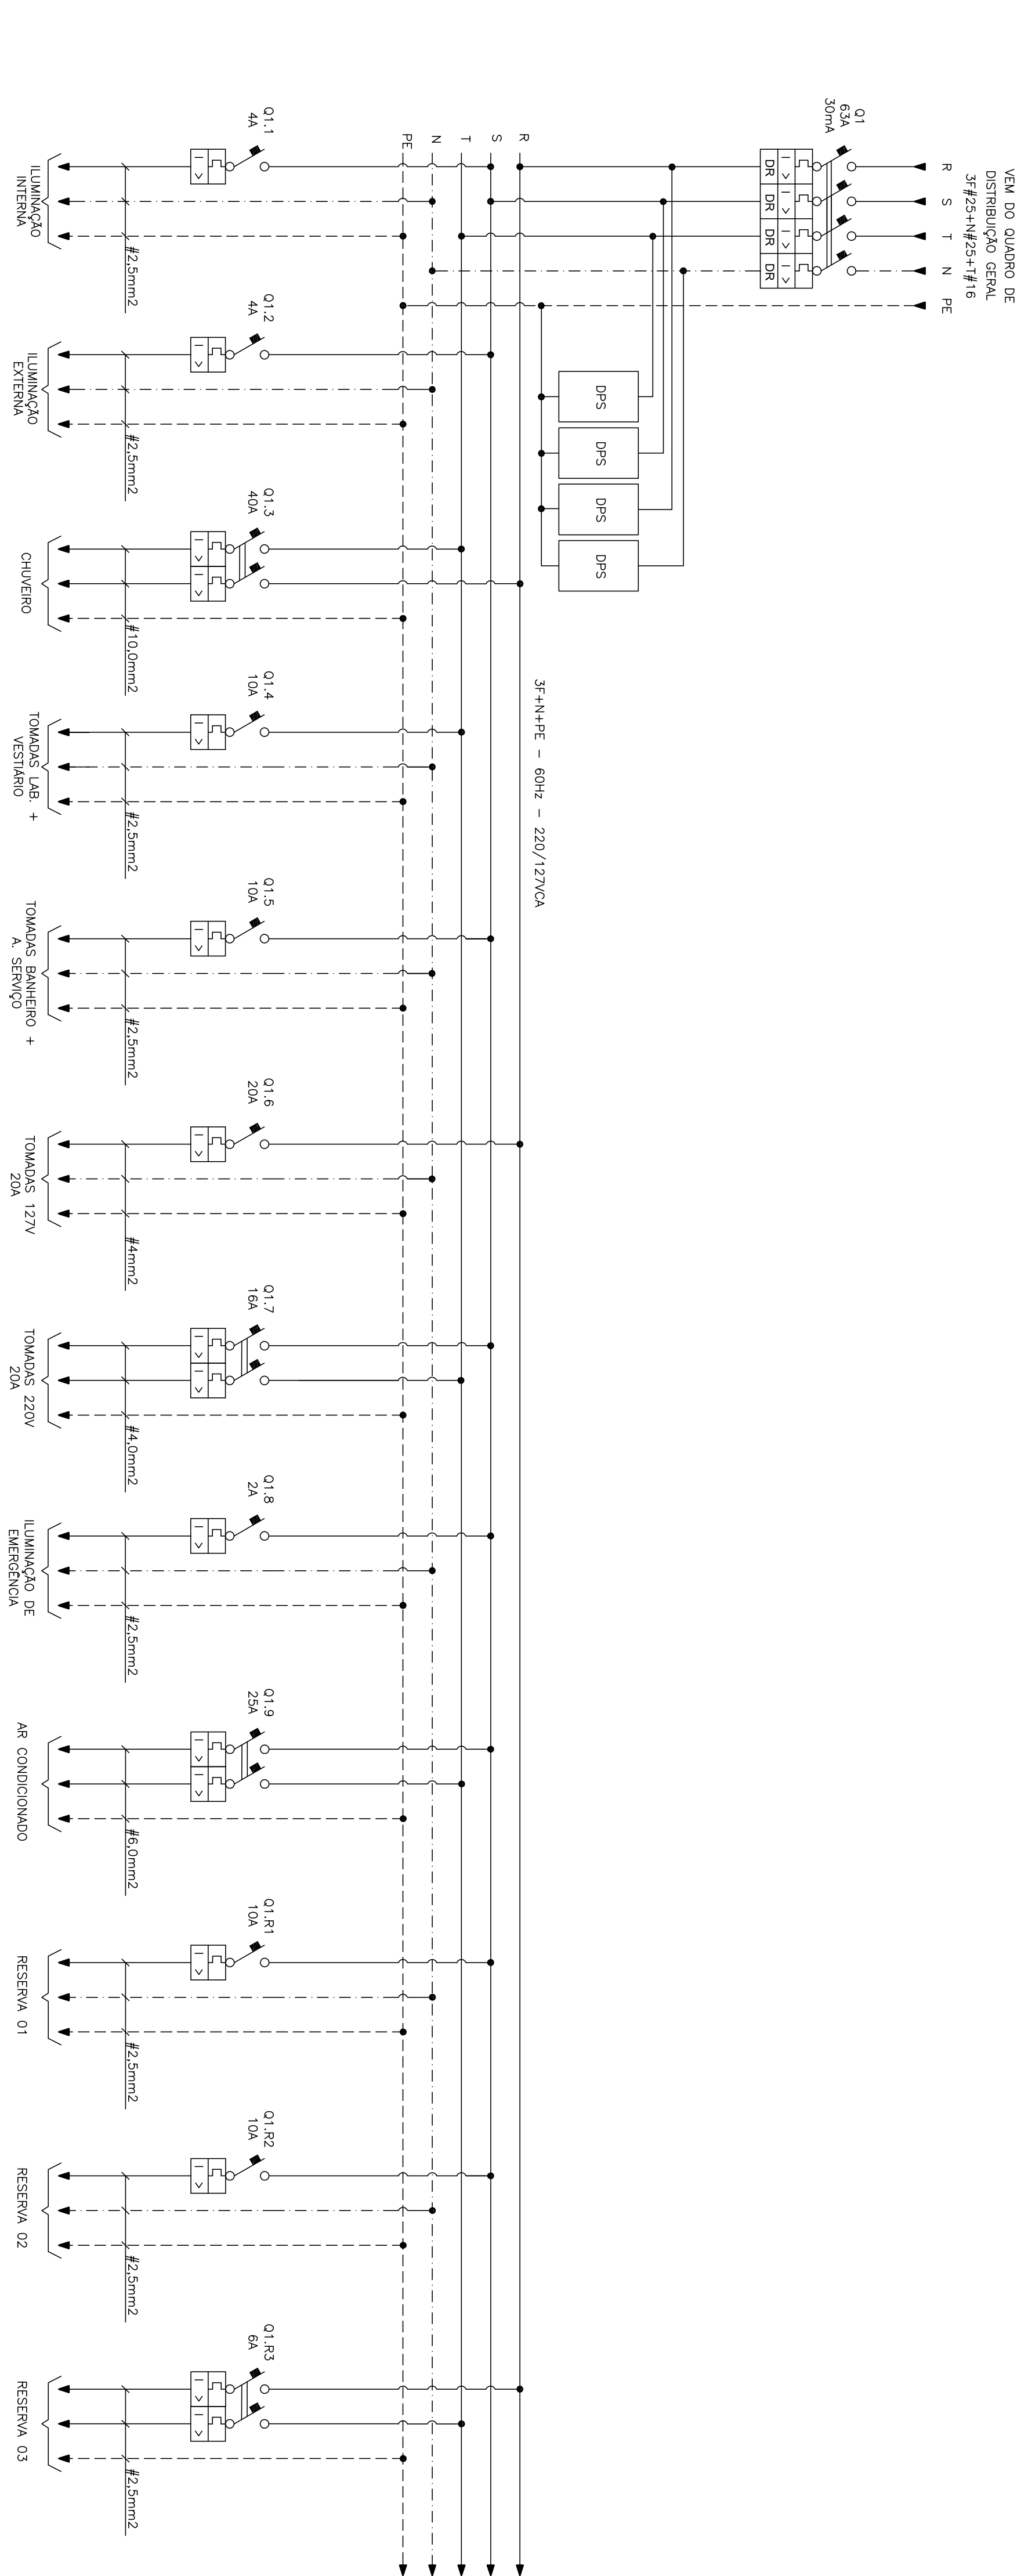 VEM DO QUADRO DE
DISTRIBUIÇÃO GERAL
3F#25+N#25+T#16
R
S
T
N
PE
Q1
63A
30mA
DR
DR
DR
DR
DPS
DPS
DPS
DPS
3F+N+PE - 60Hz - 220/127VCA
R
S
T
N
PE
Q1.1
4A
#2,5mm2
ILUMINAÇÃO
INTERNA
Q1.2
4A
#2,5mm2
ILUMINAÇÃO
EXTERNA
Q1.3
40A
#10,0mm2
CHUVEIRO
Q1.4
10A
#2,5mm2
TOMADAS LAB. +
VESTIÁRIO
Q1.5
10A
#2,5mm2
TOMADAS BANHEIRO +
A. SERVIÇO
Q1.6
20A
#4mm2
TOMADAS 127V
20A
Q1.7
16A
#4,0mm2
TOMADAS 220V
20A
Q1.8
2A
#2,5mm2
ILUMINAÇÃO DE
EMERGÊNCIA
Q1.9
25A
#6,0mm2
AR CONDICIONADO
Q1.R1
10A
#2,5mm2
RESERVA 01
Q1.R2
10A
#2,5mm2
RESERVA 02
Q1.R3
6A
#2,5mm2
RESERVA 03